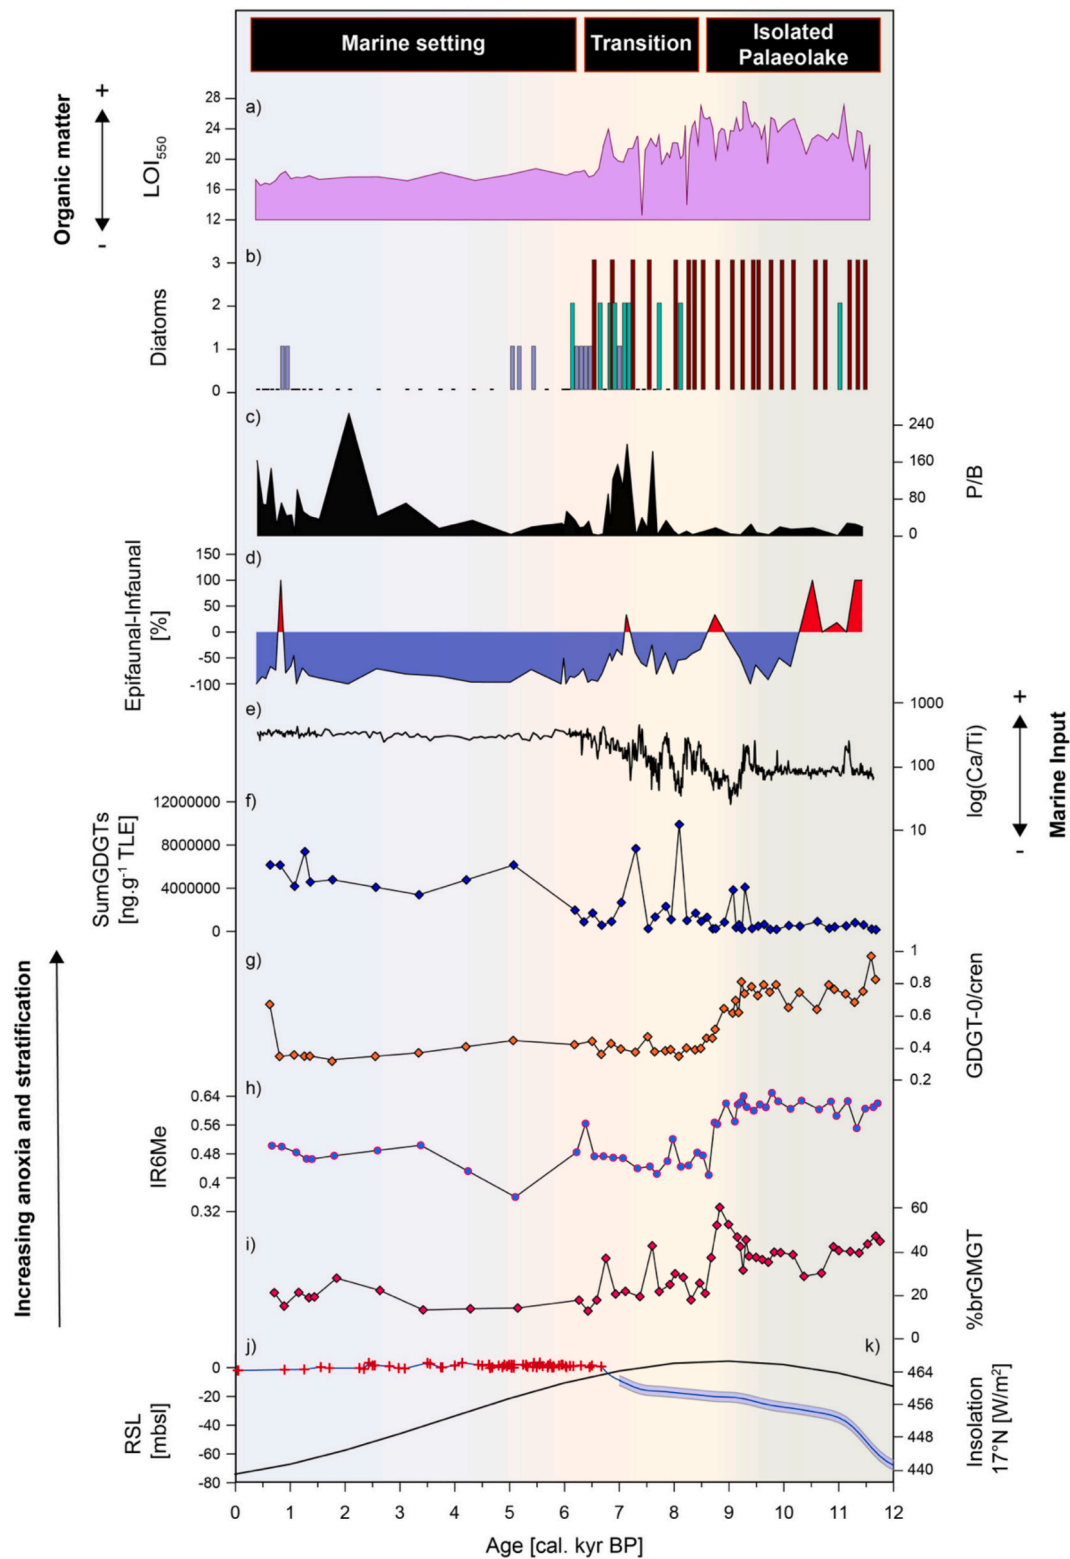 Marine setting
Transition
Isolated
Palaeolake
Organic matter
+
-
LOI550
28
24
20
16
12
a)
Diatoms
3
2
1
0
b)
c)
240
160
80
0
P/B
Epifaunal-Infaunal
[%]
150
100
50
0
-50
-100
d)
e)
1000
100
10
log(Ca/Ti)
+
-
Marine Input
SumGDGTs
[ng.g-1 TLE]
12000000
8000000
4000000
0
f)
Increasing anoxia and stratification
g)
1
0.8
0.6
0.4
0.2
GDGT-0/cren
IR6Me
0.64
0.56
0.48
0.4
0.32
h)
i)
60
40
20
0
%brGMGT
RSL
[mbsl]
0
-20
-40
-60
-80
j)
k)
464
456
448
440
Insolation
17°N [W/m2]
0 1 2 3 4 5 6 7 8 9 10 11 12
Age [cal. kyr BP]